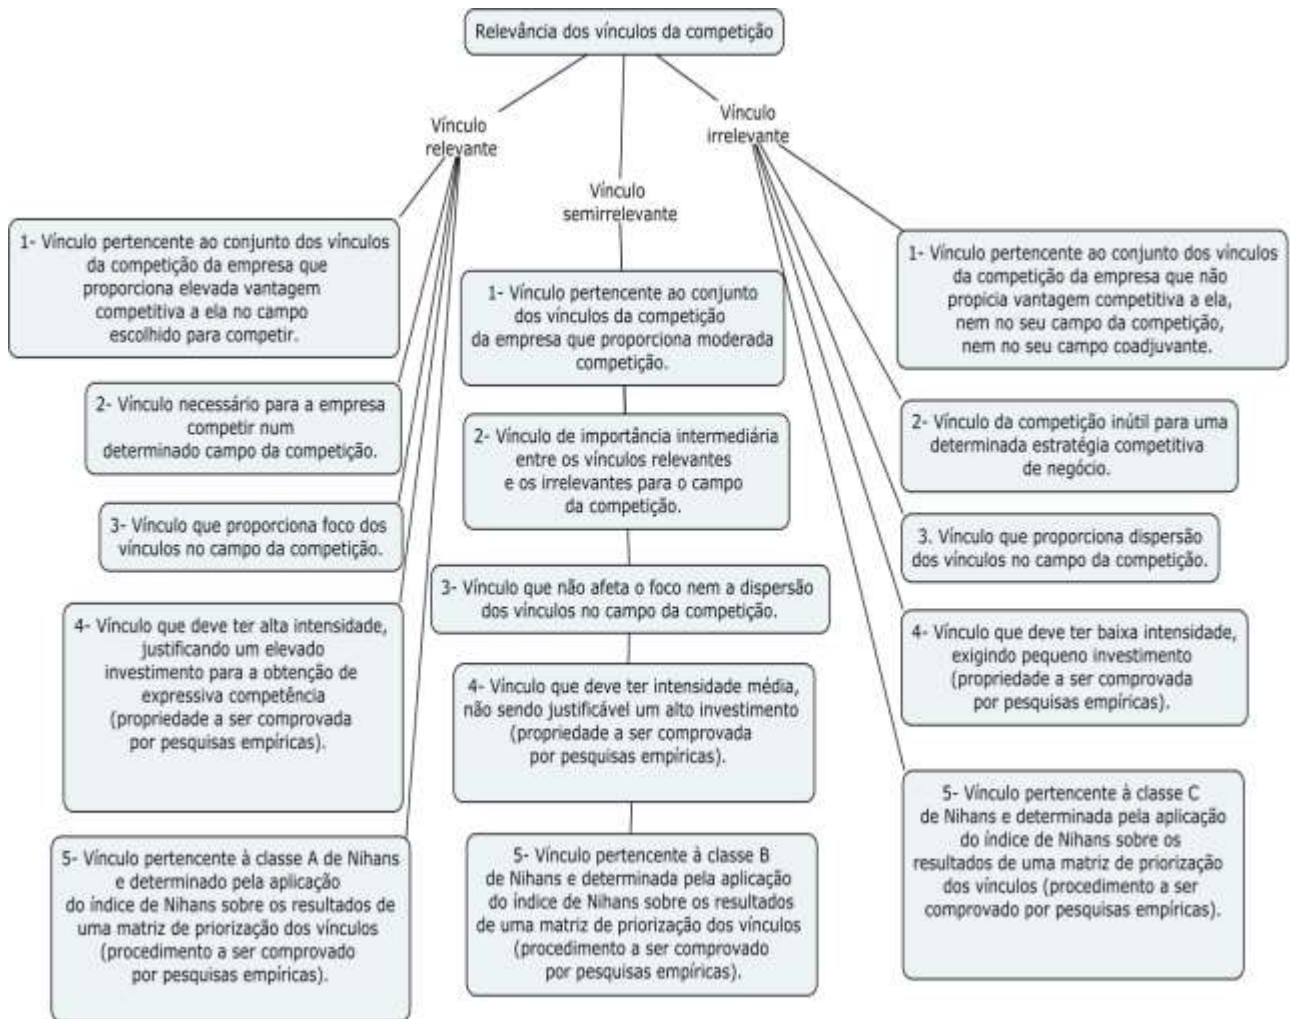 Relevância dos vínculos da competição
Vínculo
relevante
1- Vínculo pertencente ao conjunto dos vínculos
da competição da empresa que
proporciona elevada vantagem
competitiva a ela no campo
escolhido para competir.
2- Vínculo necessário para a empresa
competir num
determinado campo da competição.
3- Vínculo que proporciona foco dos
vínculos no campo da competição.
4- Vínculo que deve ter alta intensidade,
justificando um elevado
investimento para a obtenção de
expressiva competência
(propriedade a ser comprovada
por pesquisas empíricas).
5- Vínculo pertencente à classe A de Nihans
e determinado pela aplicação
do índice de Nihans sobre os resultados de
uma matriz de priorização dos vínculos
(procedimento a ser comprovado
por pesquisas empíricas).
Vínculo
semirrelevante
1- Vínculo pertencente ao conjunto
dos vínculos da competição
da empresa que proporciona moderada
competição.
2- Vínculo de importância intermediária
entre os vínculos relevantes
e os irrelevantes para o campo
da competição.
3- Vínculo que não afeta o foco nem a dispersão
dos vínculos no campo da competição.
4- Vínculo que deve ter intensidade média,
não sendo justificável um alto investimento
(propriedade a ser comprovada
por pesquisas empíricas).
5- Vínculo pertencente à classe B
de Nihans e determinada pela aplicação
do índice de Nihans sobre os resultados
de uma matriz de priorização dos vínculos
(procedimento a ser comprovado
por pesquisas empíricas).
Vínculo
irrelevante
1- Vínculo pertencente ao conjunto dos vínculos
da competição da empresa que não
propicia vantagem competitiva a ela,
nem no seu campo da competição,
nem no seu campo coadjuvante.
2- Vínculo da competição inútil para uma
determinada estratégia competitiva
de negócio.
3. Vínculo que proporciona dispersão
dos vínculos no campo da competição.
4- Vínculo que deve ter baixa intensidade,
exigindo pequeno investimento
(propriedade a ser comprovada
por pesquisas empíricas).
5- Vínculo pertencente à classe C
de Nihans e determinada pela aplicação
do índice de Nihans sobre os
resultados de uma matriz de priorização
dos vínculos (procedimento a ser
comprovado por pesquisas empíricas).